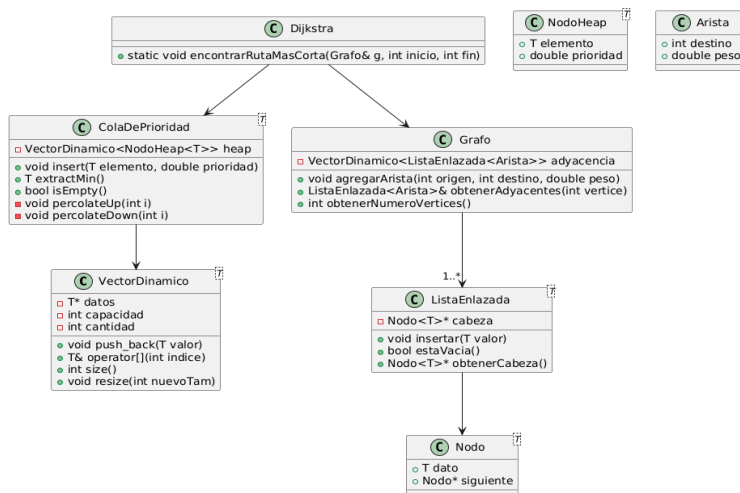 C Dijkstra
static void encontrarRutaMasCorta(Grafo& g, int inicio, int fin)
C NodoHeap T
T elemento
double prioridad
C Arista
int destino
double peso
C ColaDePrioridad T
VectorDinamico<NodoHeap<T>> heap
void insert(T elemento, double prioridad)
T extractMin()
bool isEmpty()
void percolateUp(int i)
void percolateDown(int i)
C Grafo
VectorDinamico<ListaEnlazada<Arista>> adyacencia
void agregarArista(int origen, int destino, double peso)
ListaEnlazada<Arista>& obtenerAdyacentes(int vertice)
int obtenerNumeroVertices()
C VectorDinamico T
T* datos
int capacidad
int cantidad
void push_back(T valor)
T& operator[](int indice)
int size()
void resize(int nuevoTam)
1..*
C ListaEnlazada T
Nodo<T>* cabeza
void insertar(T valor)
bool estaVacia()
Nodo<T>* obtenerCabeza()
C Nodo T
T dato
Nodo* siguiente